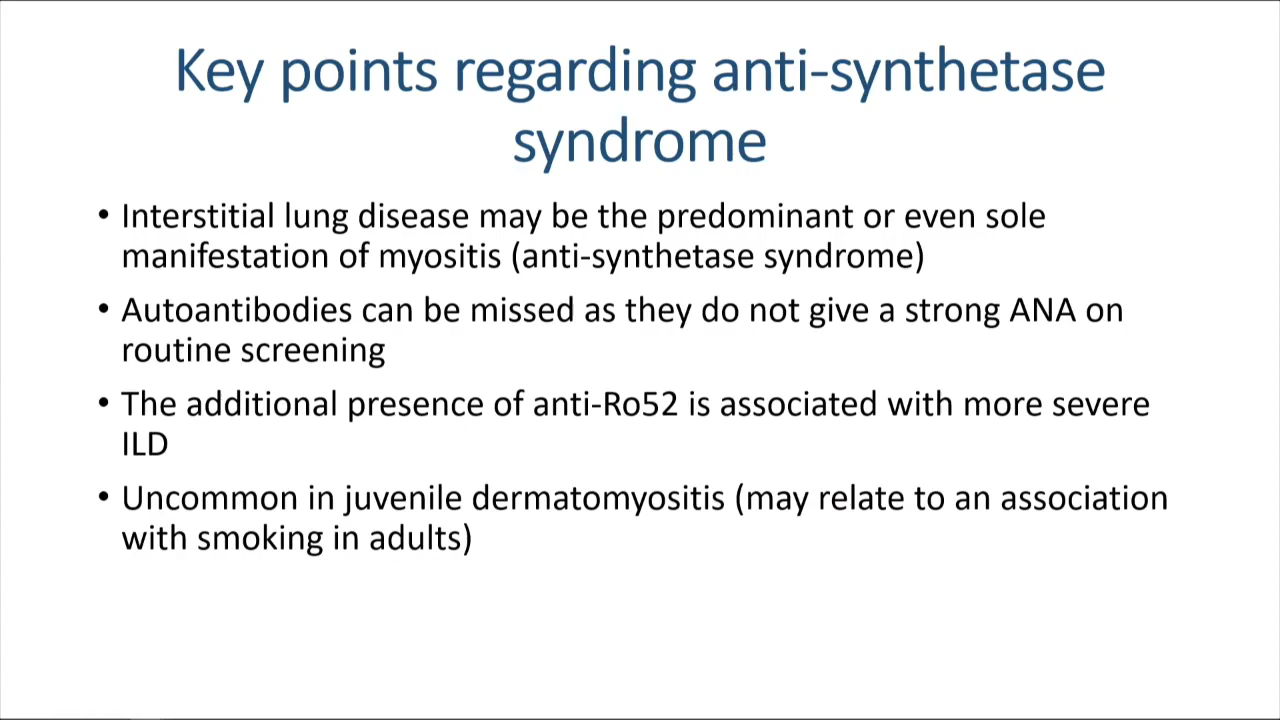 Key points regarding anti-synthetase
syndrome
• Interstitial lung disease may be the predominant or even sole
manifestation of myositis (anti-synthetase syndrome)
• Autoantibodies can be missed as they do not give a strong ANA on
routine screening
• The additional presence of anti-Ro52 is associated with more severe
ILD
• Uncommon in juvenile dermatomyositis (may relate to an association
with smoking in adults)